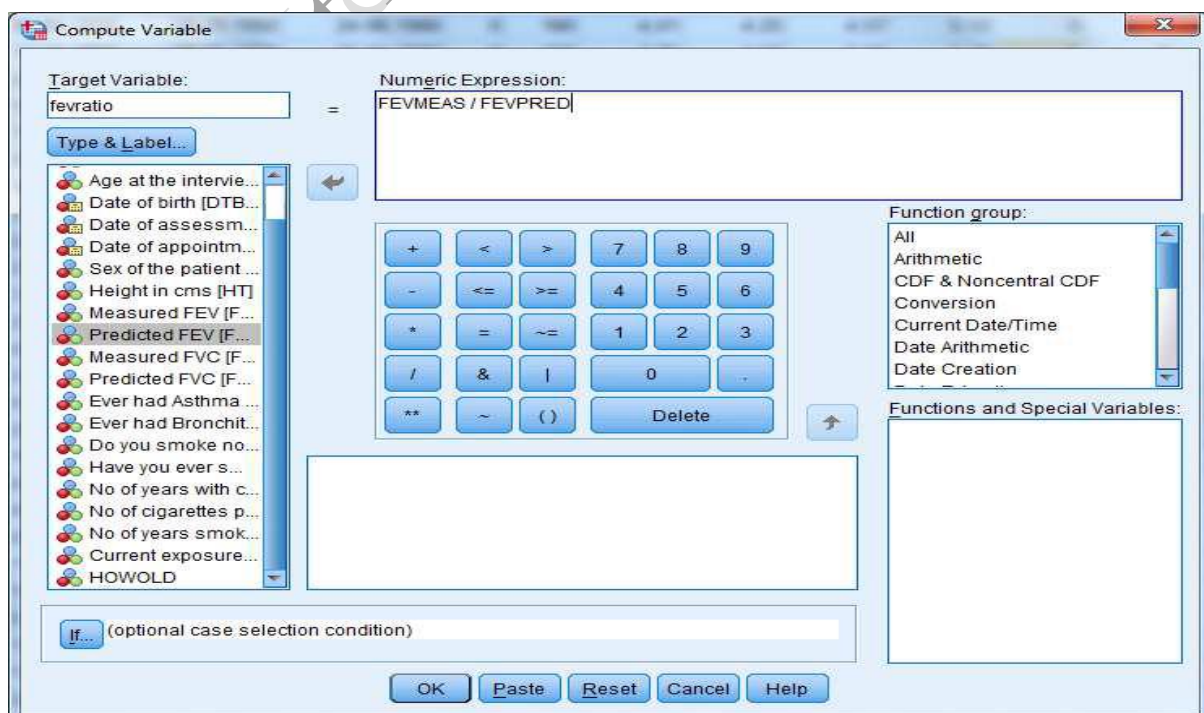 Compute Variable
Target Variable:
fevratio
=
Numeric Expression:
FEVMEAS / FEVPRED
Type & Label...
Age at the intervie...
Date of birth [DTB...
Date of assessm...
Date of appointm...
Sex of the patient ...
Height in cms [HT]
Measured FEV [F...
Predicted FEV [F...
Measured FVC [F...
Predicted FVC [F...
Ever had Asthma ...
Ever had Bronchit...
Do you smoke no...
Have you ever s...
No of years with c...
No of cigarettes p...
No of years smok...
Current exposure...
HOWOLD
+ < > 7 8 9
- <= >= 4 5 6
* = ~= 1 2 3
/ & | 0 .
** ~ ( ) Delete
Function group:
All
Arithmetic
CDF & Noncentral CDF
Conversion
Current Date/Time
Date Arithmetic
Date Creation
Functions and Special Variables:
If... (optional case selection condition)
OK Paste Reset Cancel Help